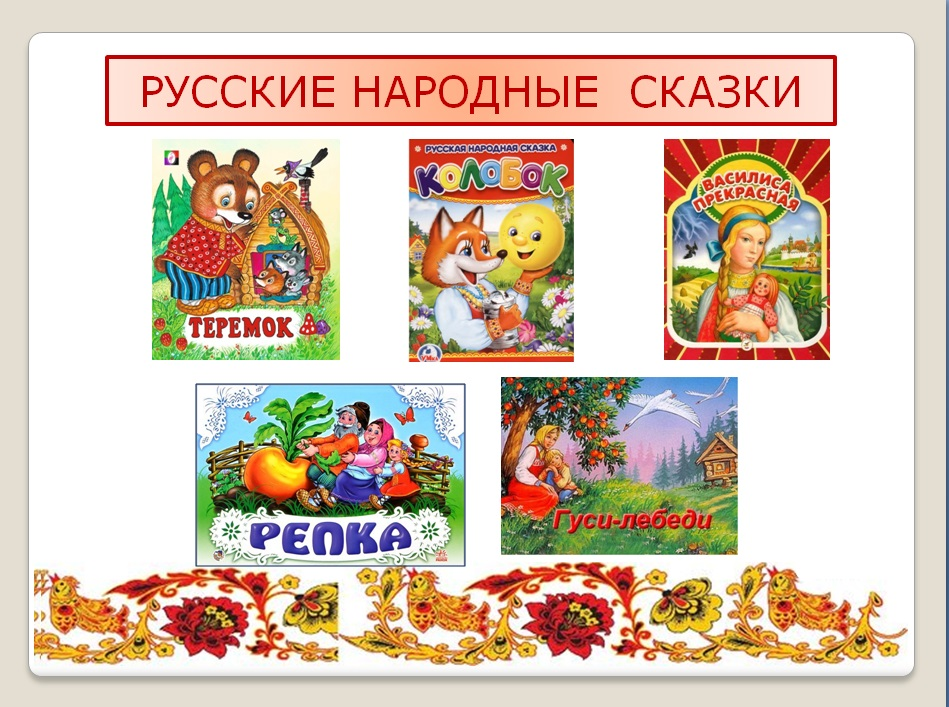 РУССКИЕ НАРОДНЫЕ СКАЗКИ
ТЕРЕМОК
РУССКАЯ НАРОДНАЯ СКАЗКА
КОЛОБОК
ВАСИЛИСА
ПРЕКРАСНАЯ
РЕПКА
Гуси-лебеди